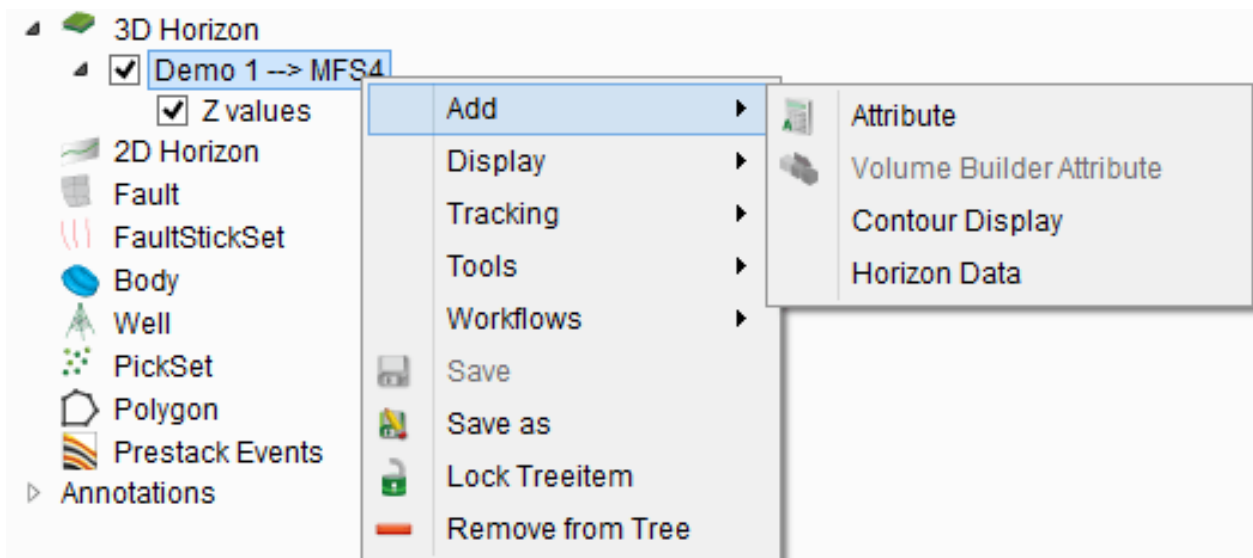 3D Horizon
Demo 1 --> MFS4
Z values
2D Horizon
Fault
FaultStickSet
Body
Well
PickSet
Polygon
Prestack Events
Annotations
Add
Display
Tracking
Tools
Workflows
Save
Save as
Lock Treeitem
Remove from Tree
Attribute
Volume Builder Attribute
Contour Display
Horizon Data